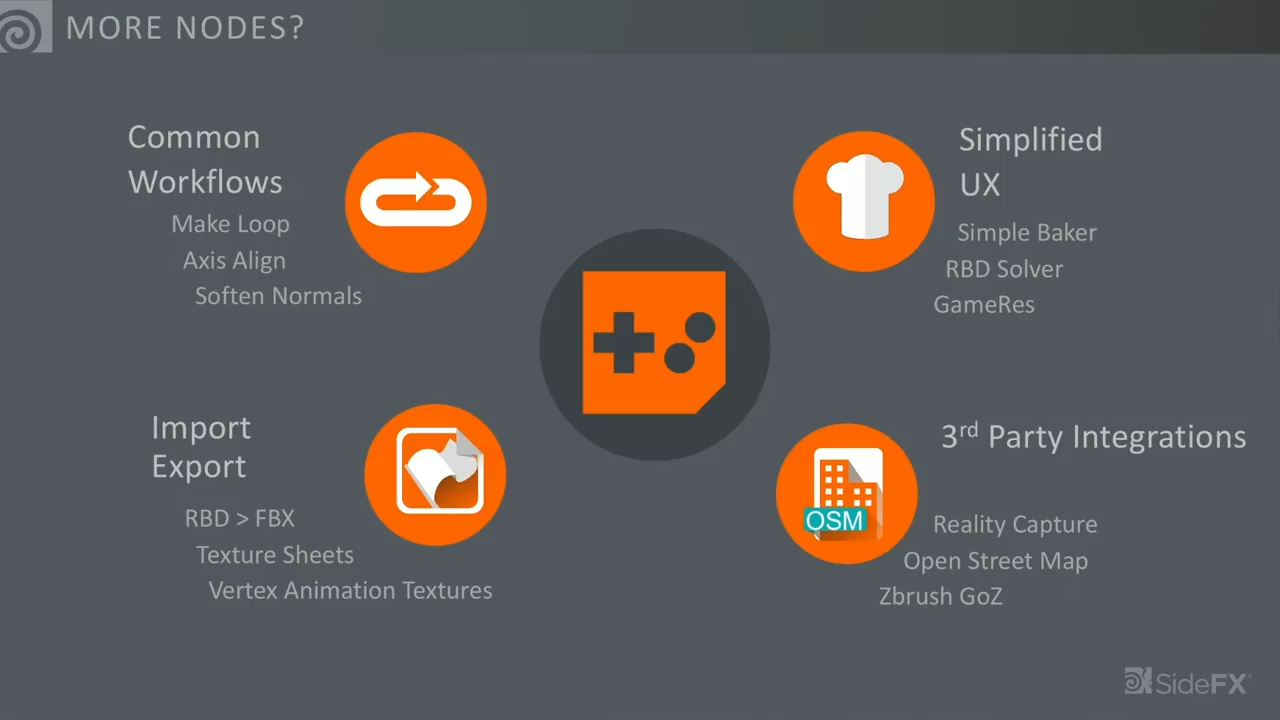 MORE NODES?
Common
Workflows
Make Loop
Axis Align
Soften Normals
Simplified
UX
Simple Baker
RBD Solver
GameRes
Import
Export
RBD > FBX
Texture Sheets
Vertex Animation Textures
3rd Party Integrations
OSM
Reality Capture
Open Street Map
Zbrush GoZ
SideFX